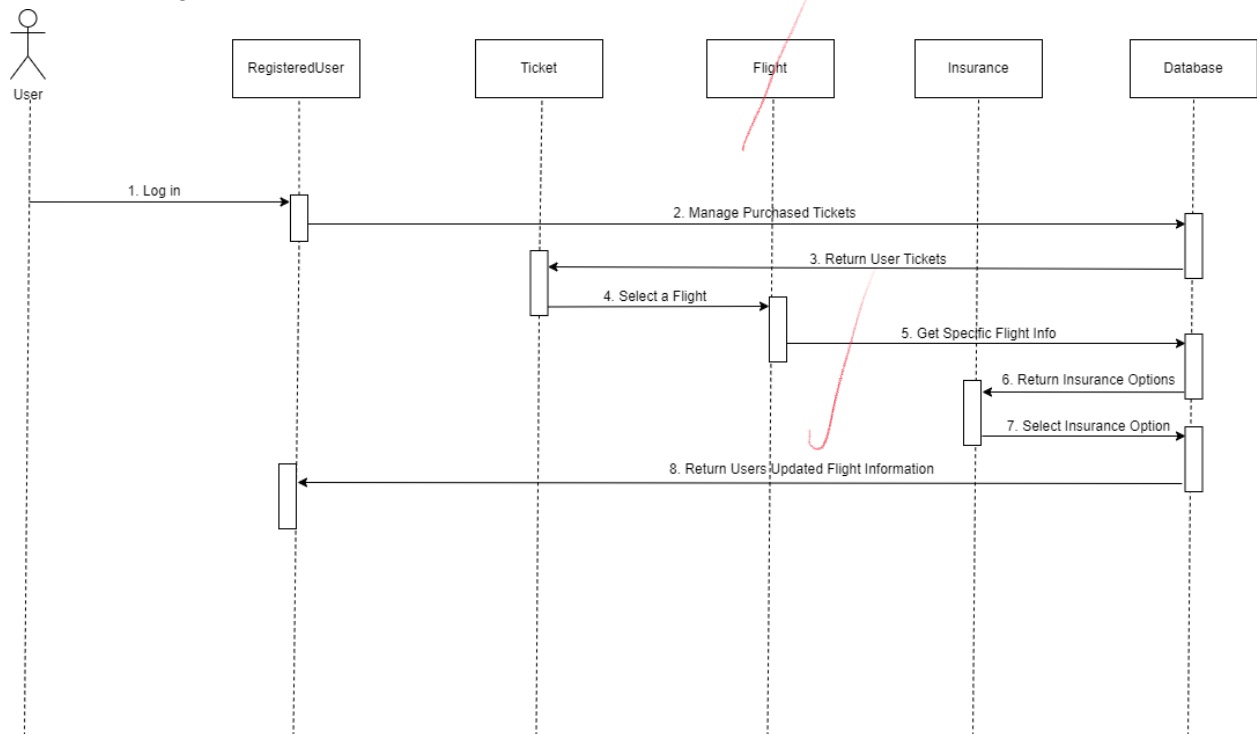 User
RegisteredUser
Ticket
Flight
Insurance
Database
1. Log in
2. Manage Purchased Tickets
3. Return User Tickets
4. Select a Flight
5. Get Specific Flight Info
6. Return Insurance Options
7. Select Insurance Option
8. Return Users Updated Flight Information